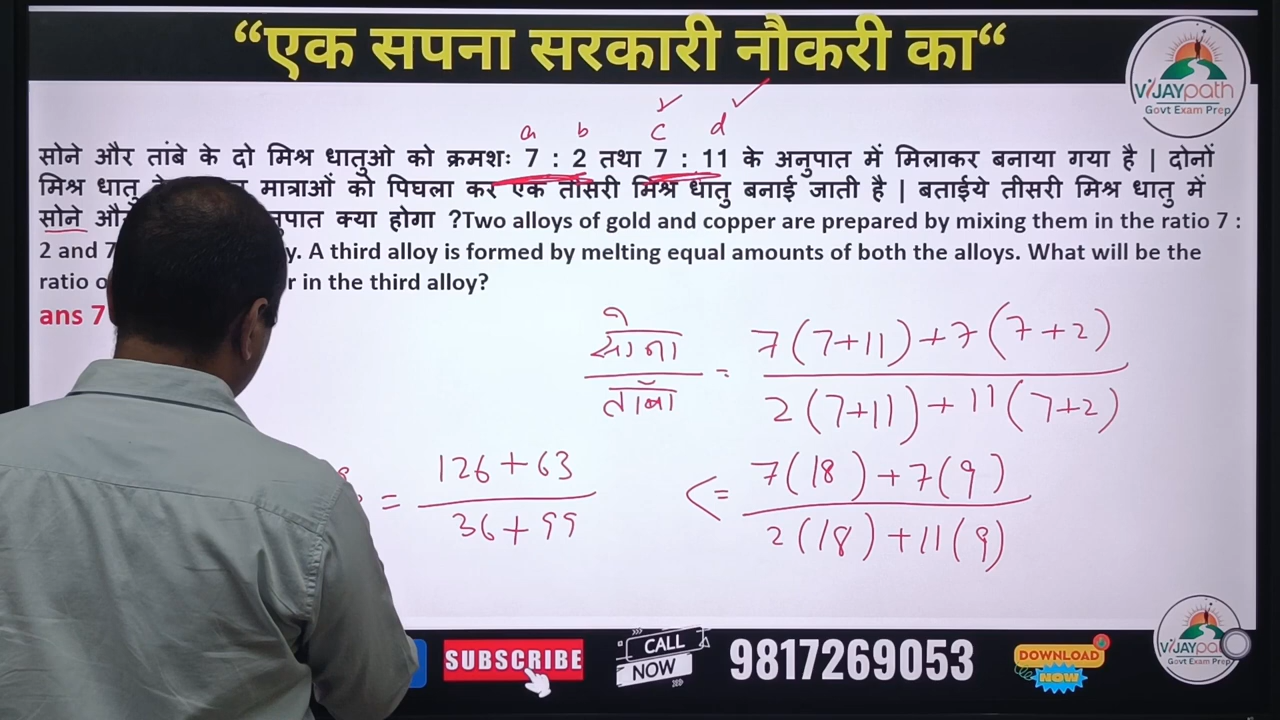 “एक सपना सरकारी नौकरी का“
ViJAYpath
Govt Exam Prep
a b c d
सोने और तांबे के दो मिश्र धातुओ को क्रमशः 7 : 2 तथा 7 : 11 के अनुपात में मिलाकर बनाया गया है |दोनों
मिश्र धातु मात्राओं को पिघला कर एक तीसरी मिश्र धातु बनाई जाती है | बताईये तीसरी मिश्र धातु में
सोने क्या होगा ?Two alloys of gold and copper are prepared by mixing them in the ratio 7 :
2 and 7 y. A third alloy is formed by melting equal amounts of both the alloys. What will be the
ratio r in the third alloy?
ans 7
सोना / ताँबा = 7(7+11)+7(7+2) / 2(7+11)+11(7+2)
= 126+63 / 36+99
<= 7(18)+7(9) / 2(18)+11(9)
SUBSCRIBE
CALL NOW
9817269053
DOWNLOAD NOW
ViJAYpath
Govt Exam Prep